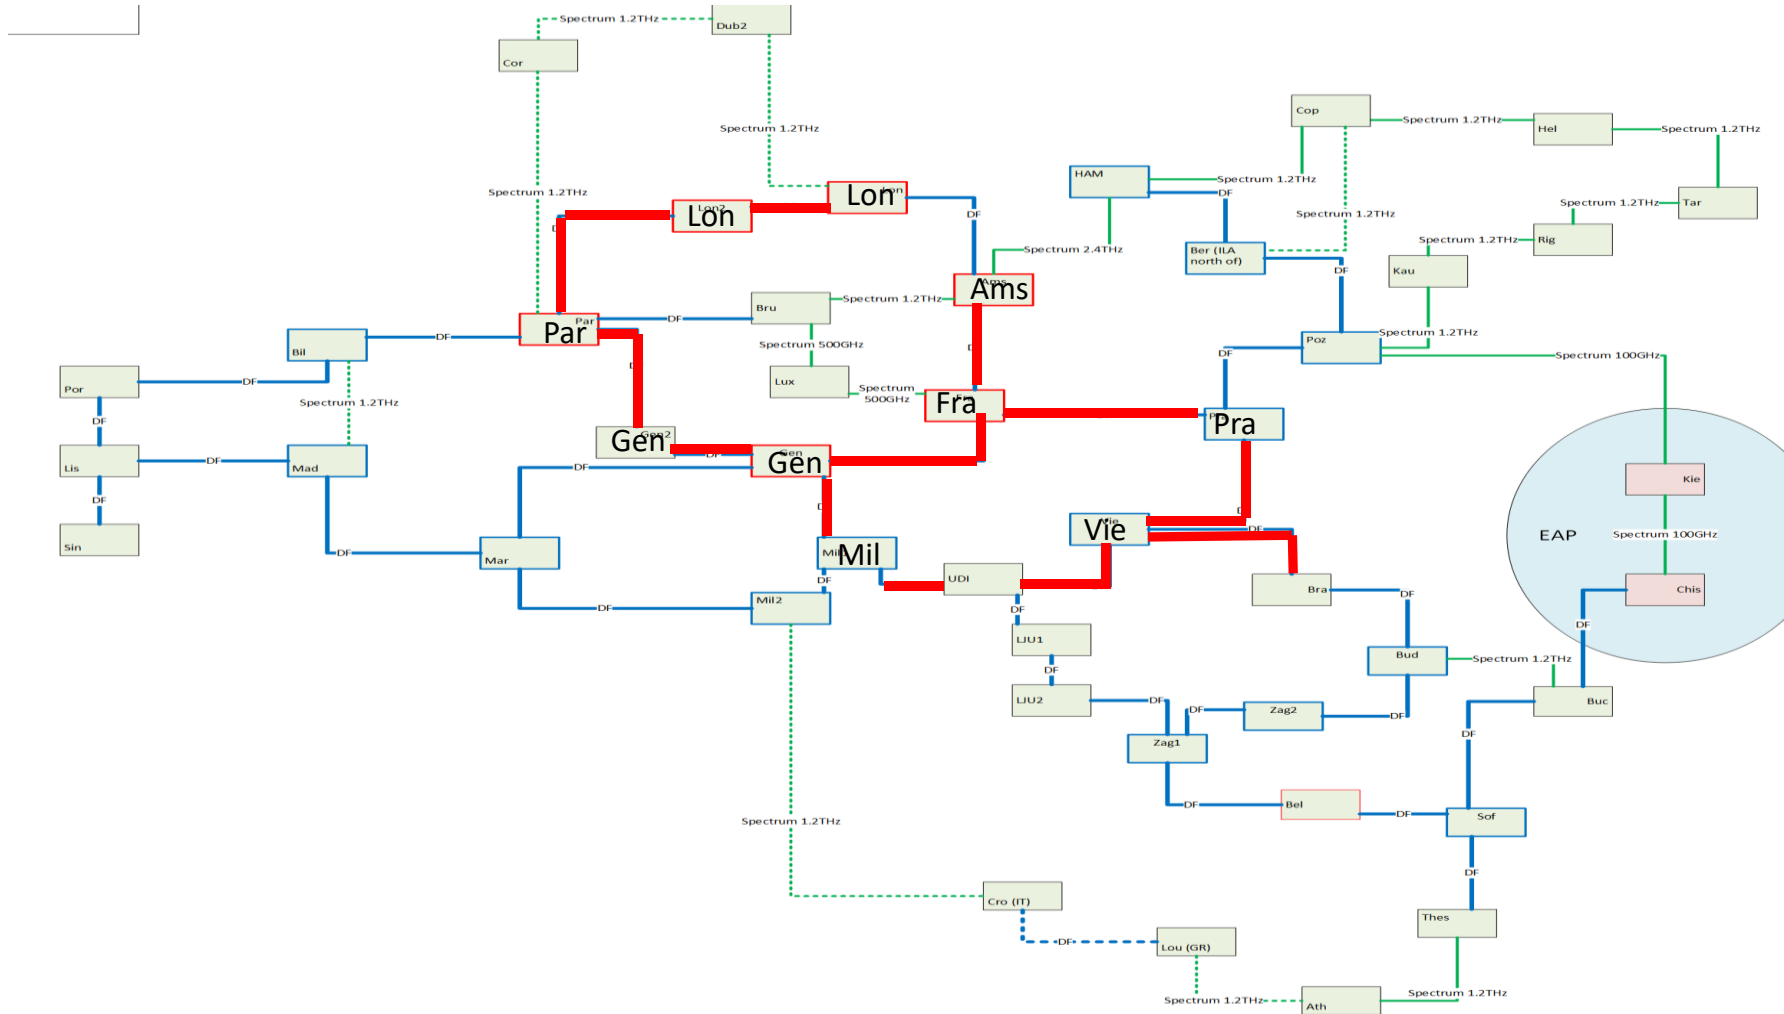 Spectrum 1.2THz
Dub2
Cor
Spectrum 1.2THz
Spectrum 1.2THz
Lon2
Lon
Lon
Lon
DF
Ams
Ams
Par
Par
DF
Bru
Spectrum 1.2THz
Spectrum 500GHz
Lux
Spectrum
500GHz
Fra
HAM
Spectrum 1.2THz
DF
Spectrum 2.4THz
Cop
Spectrum 1.2THz
Hel
Spectrum 1.2THz
Tar
Spectrum 1.2THz
Rig
Spectrum 1.2THz
Kau
Spectrum 1.2THz
Spectrum 1.2THz
Ber (ILA
north of)
DF
Poz
Spectrum 100GHz
DF
Pra
Bil
DF
DF
Por
Spectrum 1.2THz
DF
Lis
DF
Mad
DF
Sin
DF
Mar
DF
DF
Gen2
Gen
DF
Gen
Gen
Mil
DF
Mil2
Vie
Vie
DF
UDI
DF
LJU1
DF
LJU2
DF
Zag1
DF
Zag2
DF
Bra
DF
Bud
Spectrum 1.2THz
Buc
DF
Kie
EAP
Spectrum 100GHz
Chis
DF
DF
Bel
DF
Sof
DF
Thes
Spectrum 1.2THz
Ath
Spectrum 1.2THz
Lou (GR)
DF
Cro (IT)
Spectrum 1.2THz